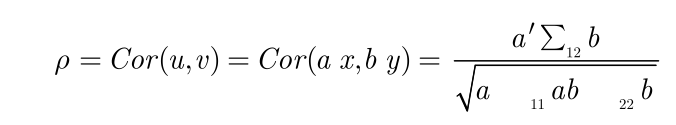 ρ = Cor(u,v) = Cor(a x,b y) = a′∑₁₂ b / √(a ₁₁ ab ₂₂ b)